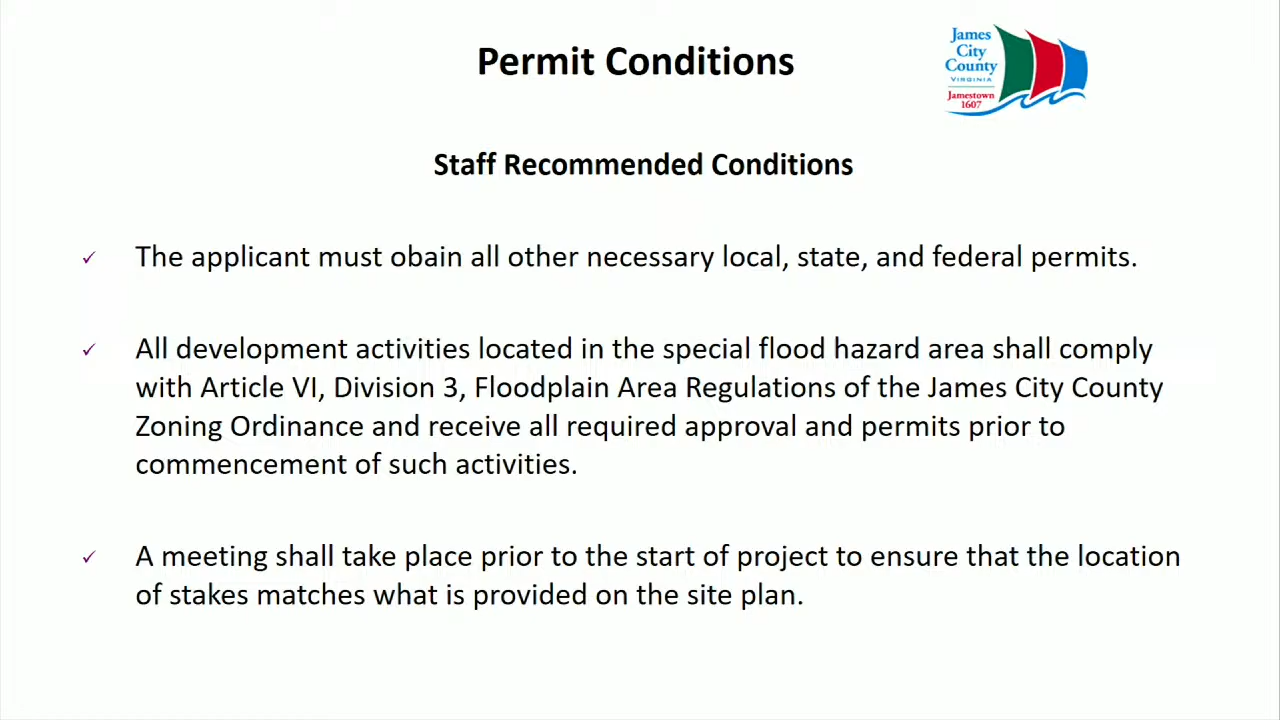 Permit Conditions
James
City
County
VIRGINIA
Jamestown
1607
Staff Recommended Conditions
✓ The applicant must obain all other necessary local, state, and federal permits.
✓ All development activities located in the special flood hazard area shall comply
with Article VI, Division 3, Floodplain Area Regulations of the James City County
Zoning Ordinance and receive all required approval and permits prior to
commencement of such activities.
✓ A meeting shall take place prior to the start of project to ensure that the location
of stakes matches what is provided on the site plan.